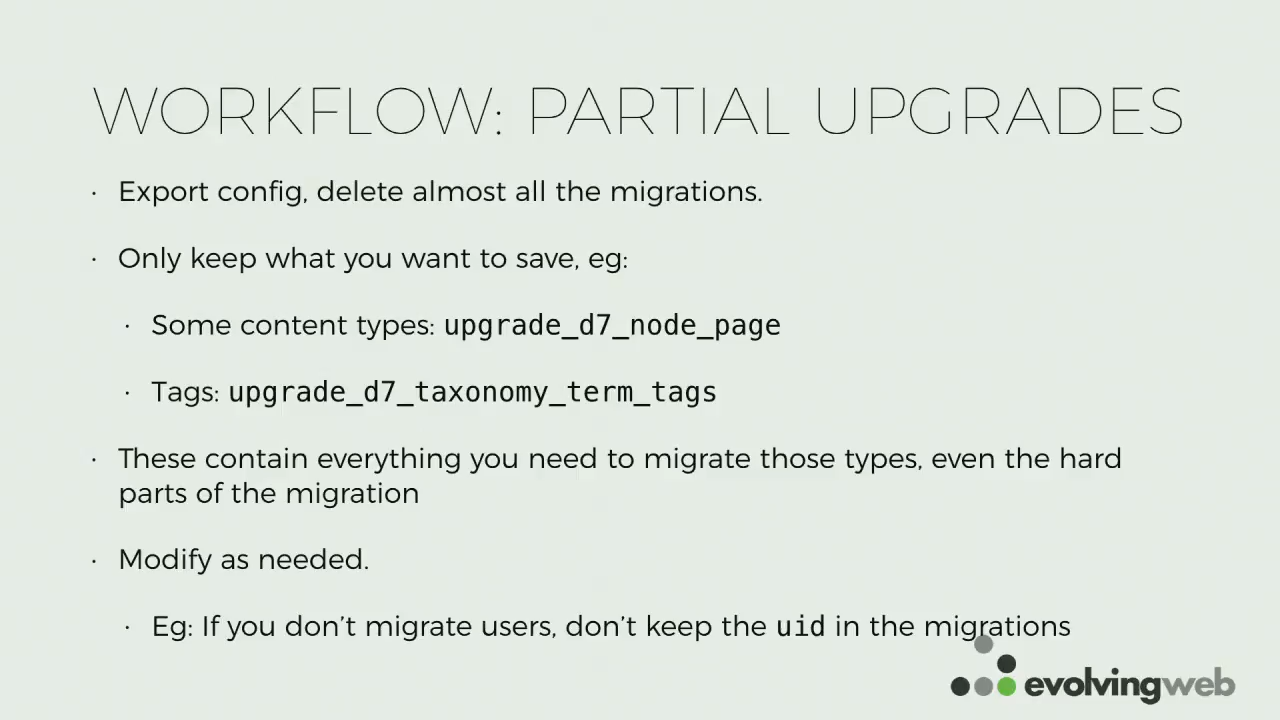 WORKFLOW: PARTIAL UPGRADES
· Export config, delete almost all the migrations.
· Only keep what you want to save, eg:
· Some content types: upgrade_d7_node_page
· Tags: upgrade_d7_taxonomy_term_tags
· These contain everything you need to migrate those types, even the hard
parts of the migration
· Modify as needed.
· Eg: If you don’t migrate users, don’t keep the uid in the migrations
evolvingweb